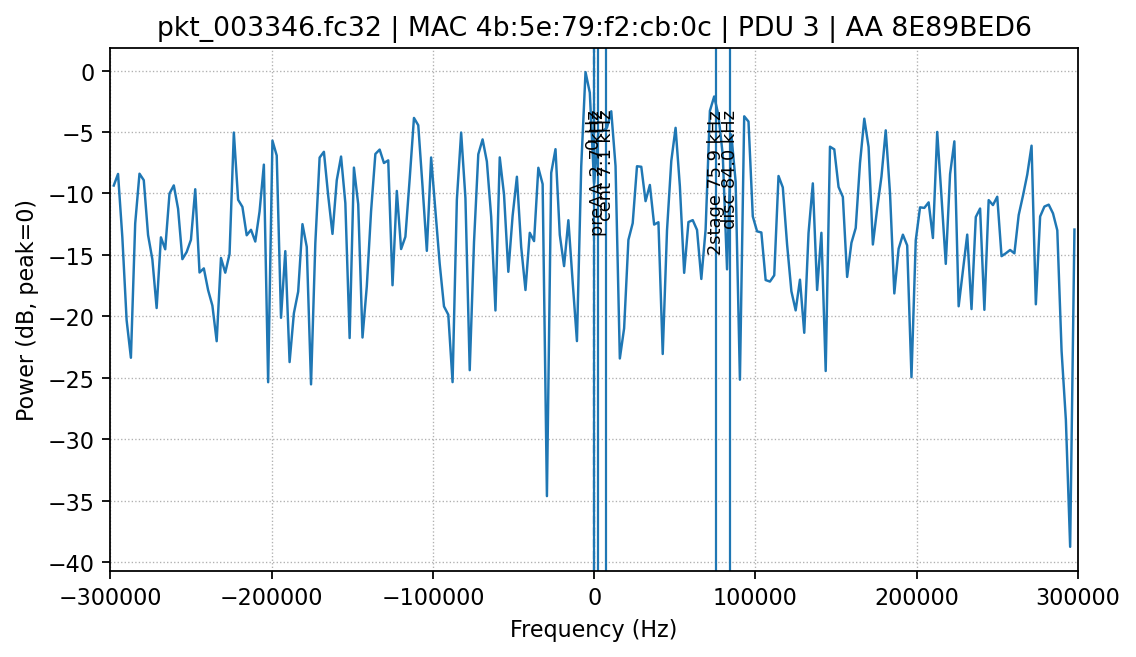 pkt_003346.fc32 | MAC 4b:5e:79:f2:cb:0c | PDU 3 | AA 8E89BED6
Power (dB, peak=0)
0
−5
−10
−15
−20
−25
−30
−35
−40
0 Hz
cent 7.1 kHz
2stage 75.9 kHz
disc 84.0 kHz
−300000
−200000
−100000
0
100000
200000
300000
Frequency (Hz)